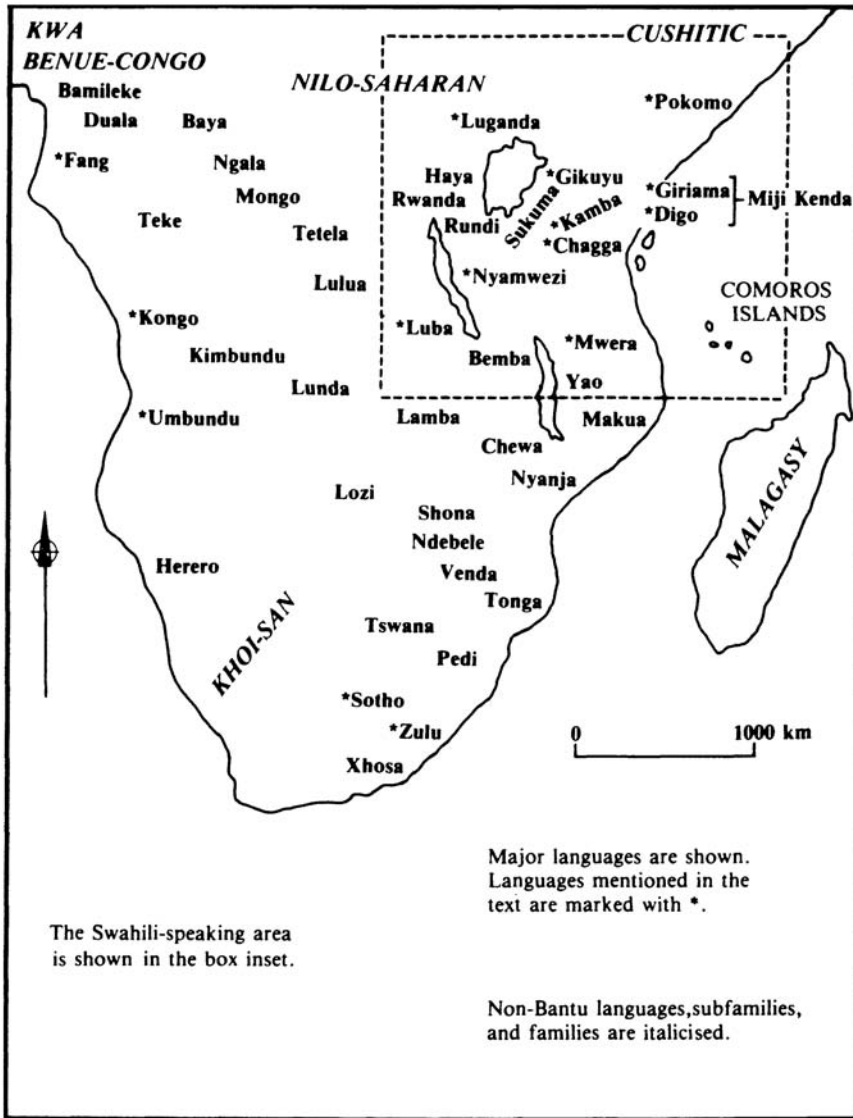 KWA
BENUE-CONGO
CUSHITIC
NILO-SAHARAN
Bamileke
*Pokomo
Duala
Baya
*Luganda
*Fang
Ngala
Haya
*Gikuyu
Mongo
Rwanda
*Giriama
Miji Kenda
Teke
Rundi
Sukuma
*Kamba
*Digo
Tetela
*Chagga
Lulua
*Nyamwezi
COMOROS
ISLANDS
*Kongo
*Luba
*Mwera
Kimbundu
Bemba
Lunda
Yao
*Umbundu
Lamba
Makua
Chewa
Nyanja
Lozi
Shona
MALAGASY
Ndebele
Herero
Venda
Tonga
KHOI-SAN
Tswana
Pedi
*Sotho
*Zulu
0 1000 km
Xhosa
Major languages are shown.
Languages mentioned in the
text are marked with *.
The Swahili-speaking area
is shown in the box inset.
Non-Bantu languages,subfamilies,
and families are italicised.